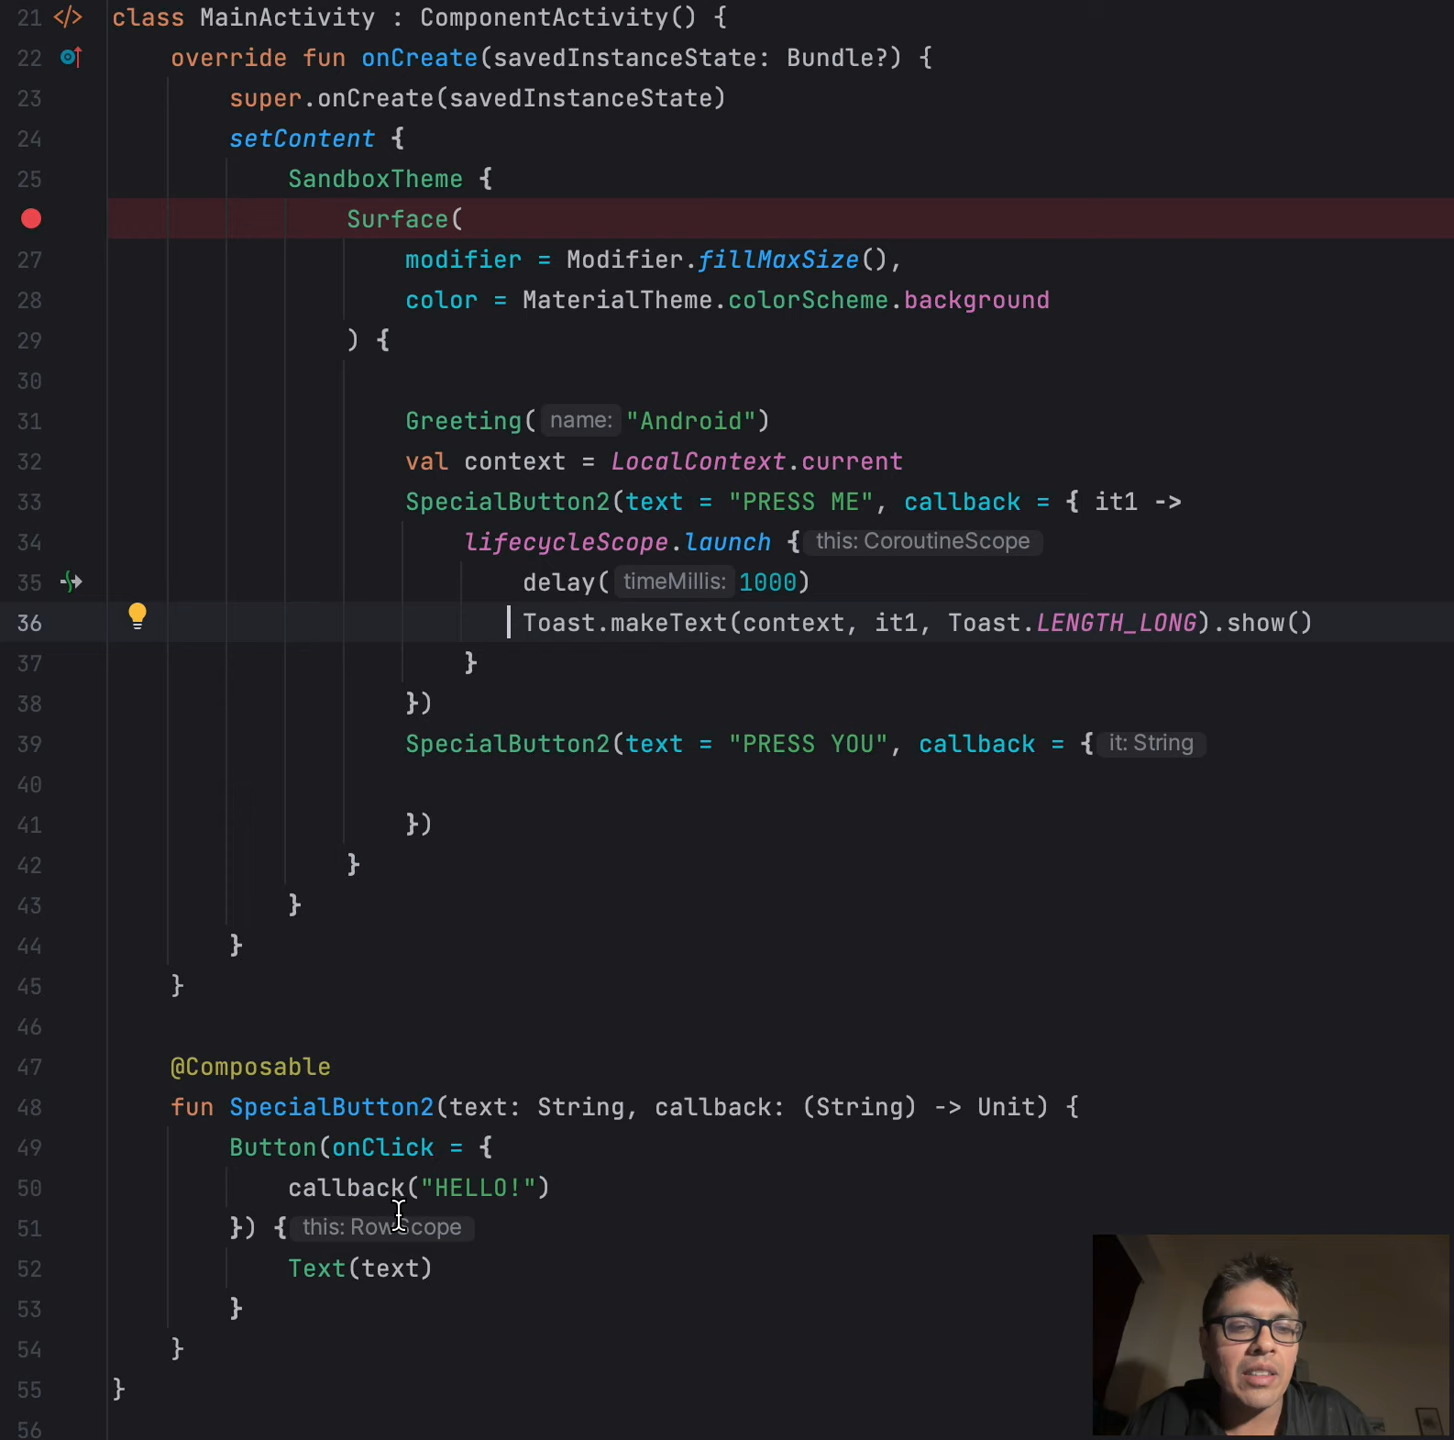 21 </> class MainActivity : ComponentActivity() {
22 override fun onCreate(savedInstanceState: Bundle?) {
23 super.onCreate(savedInstanceState)
24 setContent {
25 SandboxTheme {
Surface(
27 modifier = Modifier.fillMaxSize(),
28 color = MaterialTheme.colorScheme.background
29 ) {
30
31 Greeting( name: "Android")
32 val context = LocalContext.current
33 SpecialButton2(text = "PRESS ME", callback = { it1 ->
34 lifecycleScope.launch { this: CoroutineScope
35 delay( timeMillis: 1000)
36 Toast.makeText(context, it1, Toast.LENGTH_LONG).show()
37 }
38 })
39 SpecialButton2(text = "PRESS YOU", callback = { it: String
40
41 })
42 }
43 }
44 }
45 }
46
47 @Composable
48 fun SpecialButton2(text: String, callback: (String) -> Unit) {
49 Button(onClick = {
50 callback("HELLO!")
51 }) { this: RowScope
52 Text(text)
53 }
54 }
55 }
56